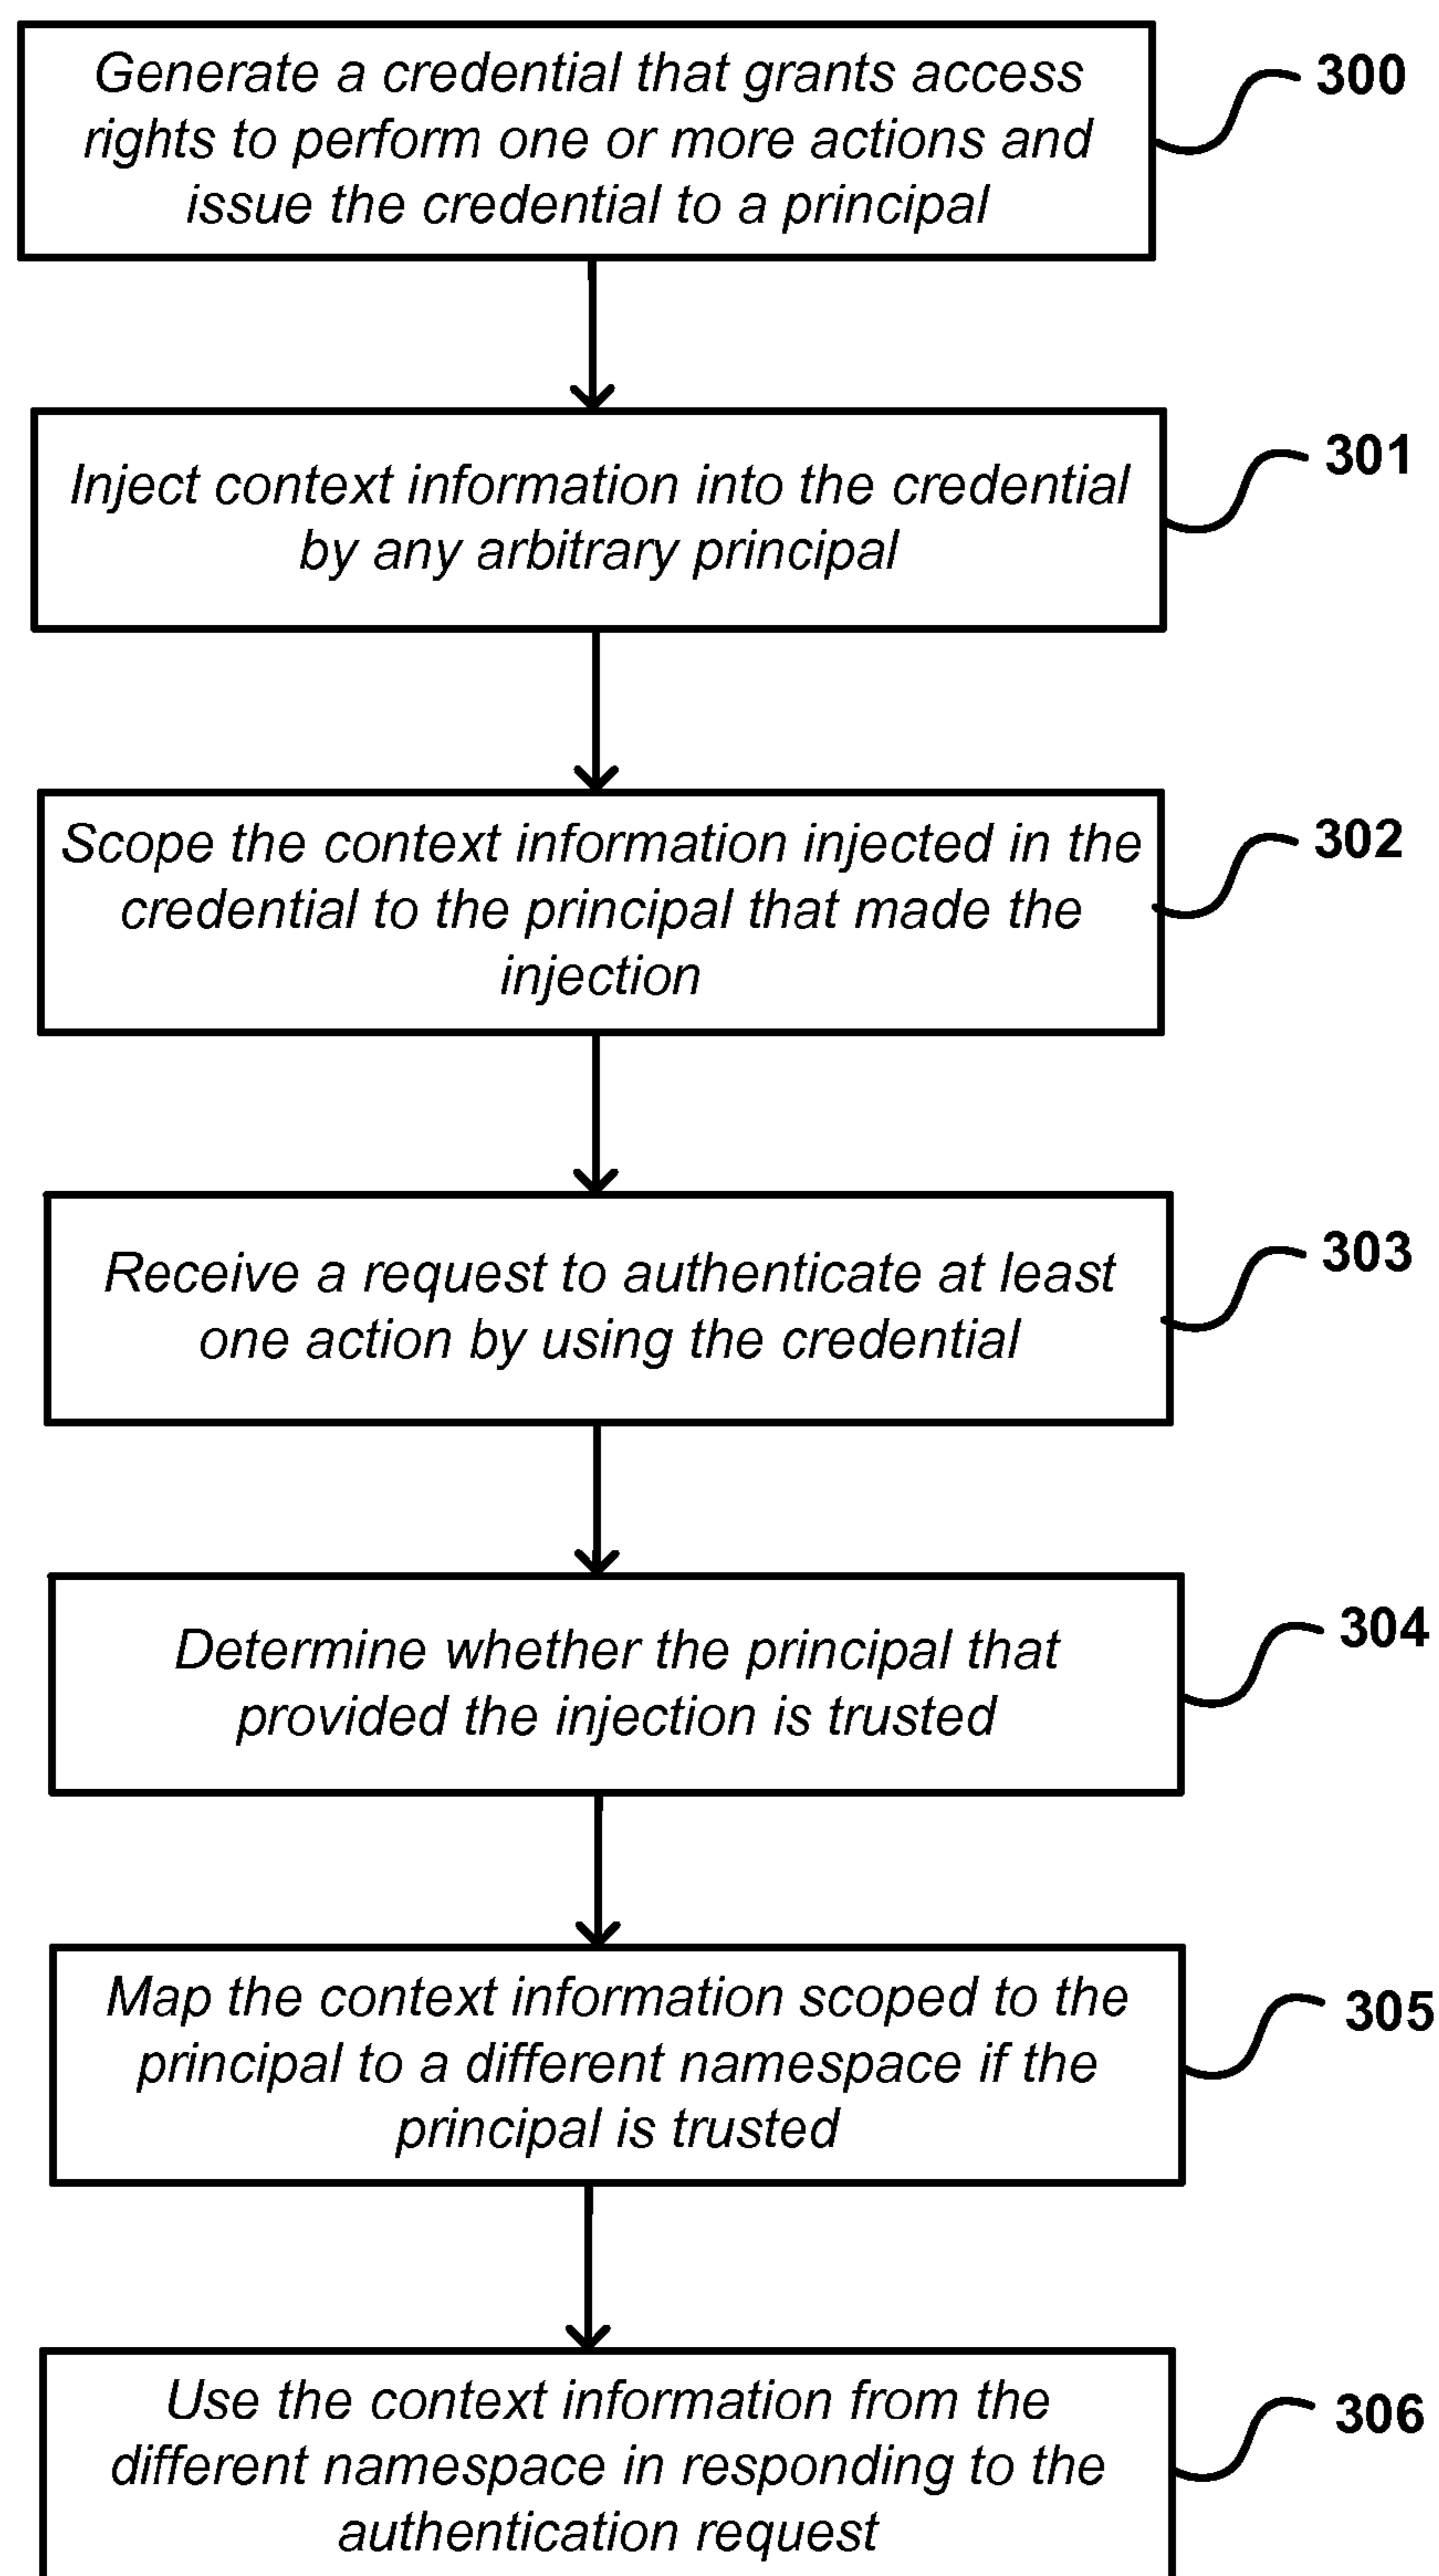 Generate a credential that grants access
rights to perform one or more actions and
issue the credential to a principal
300
Inject context information into the credential
by any arbitrary principal
301
Scope the context information injected in the
credential to the principal that made the
injection
302
Receive a request to authenticate at least
one action by using the credential
303
Determine whether the principal that
provided the injection is trusted
304
Map the context information scoped to the
principal to a different namespace if the
principal is trusted
305
Use the context information from the
different namespace in responding to the
authentication request
306